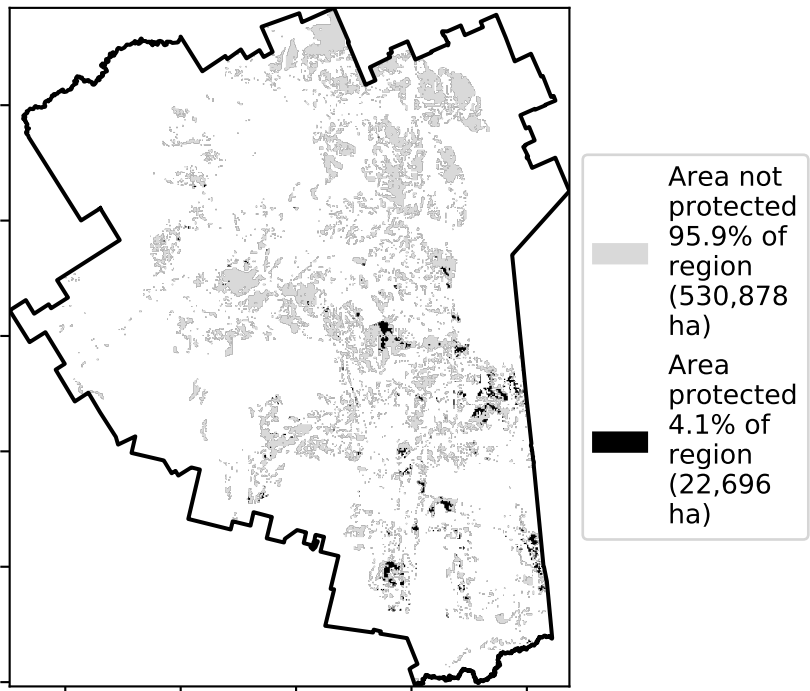 Area not
protected
95.9% of
region
(530,878
ha)
Area
protected
4.1% of
region
(22,696
ha)